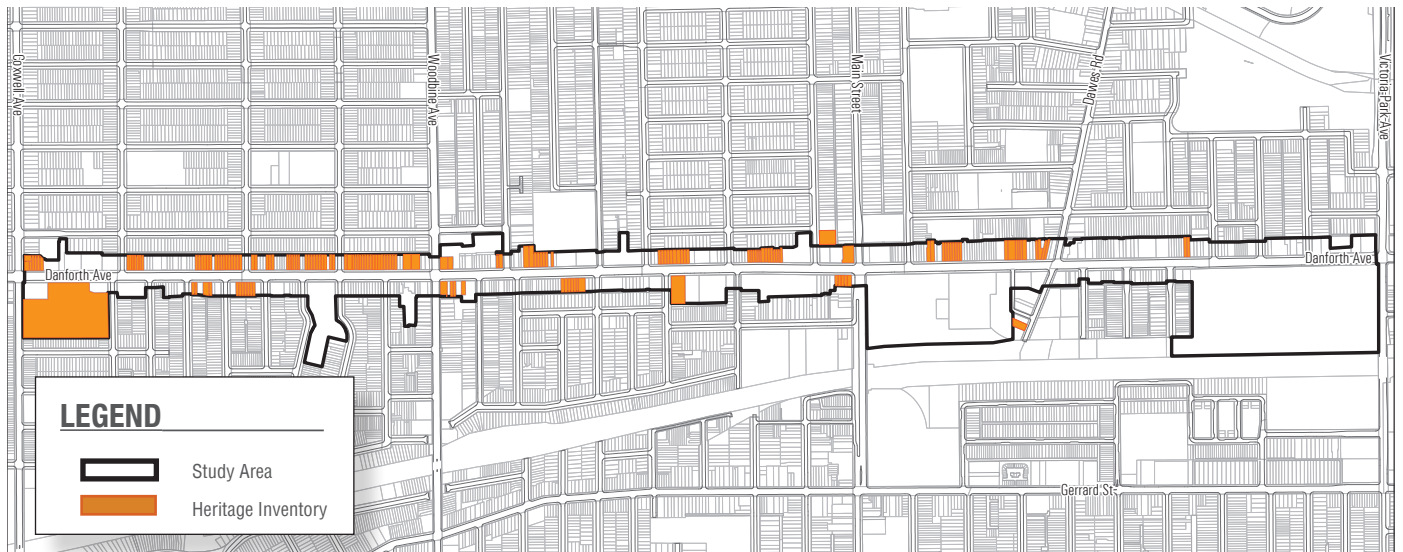 Coxwell Ave
Woodbine Ave
Main Street
Dawes Rd
Victoria Park Ave
Danforth Ave
Danforth Ave
Gerrard St
LEGEND
Study Area
Heritage Inventory